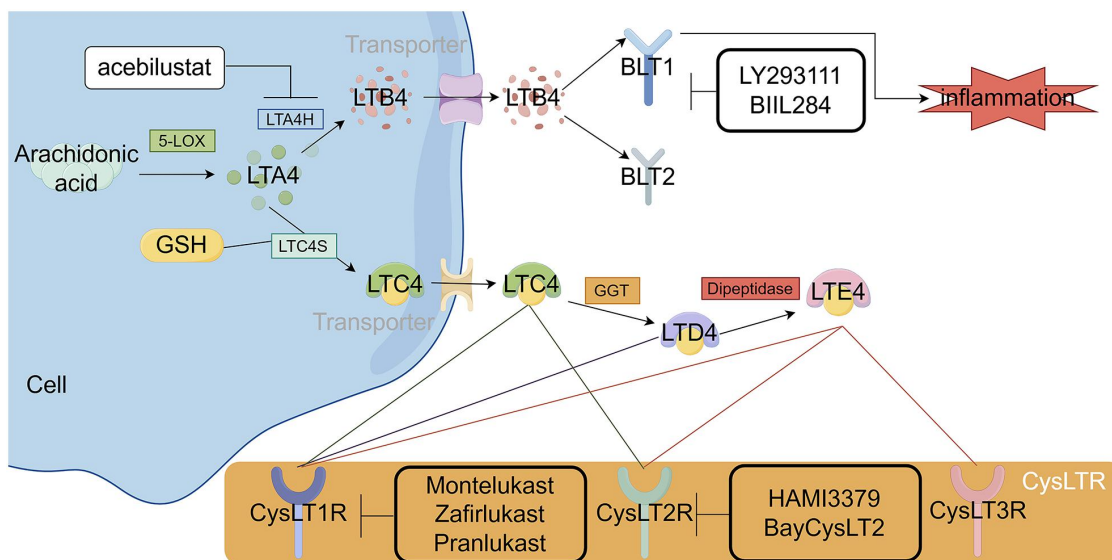 Transporter
acebilustat
LTB4
LTB4
BLT1
LY293111
BIIL284
inflammation
LTA4H
5-LOX
Arachidonic
acid
LTA4
BLT2
GSH
LTC4S
LTC4
LTC4
GGT
Dipeptidase
LTE4
Transporter
LTD4
Cell
CysLTR
CysLT1R
Montelukast
Zafirlukast
Pranlukast
CysLT2R
HAMI3379
BayCysLT2
CysLT3R